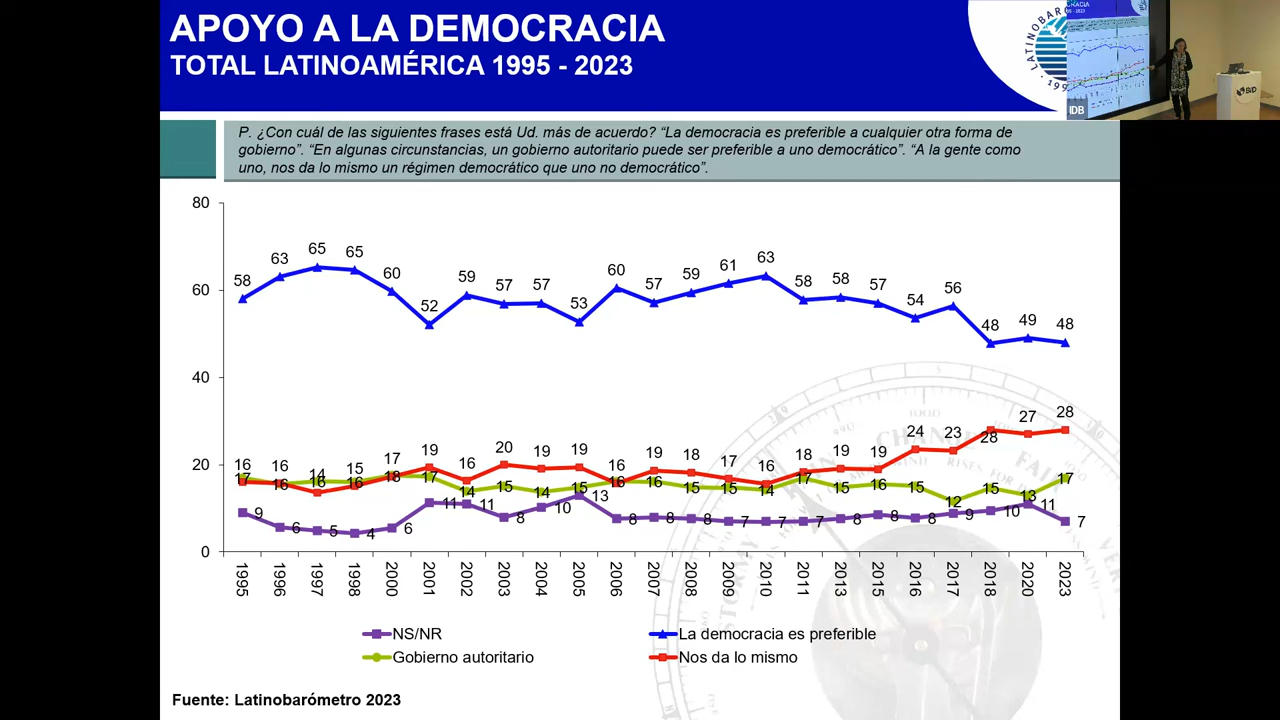 APOYO A LA DEMOCRACIA
TOTAL LATINOAMÉRICA 1995 - 2023
P. ¿Con cuál de las siguientes frases está Ud. más de acuerdo? “La democracia es preferible a cualquier otra forma de
gobierno”. “En algunas circunstancias, un gobierno autoritario puede ser preferible a uno democrático”. “A la gente como
uno, nos da lo mismo un régimen democrático que uno no democrático”.
IDB
BID
80
60
40
20
0
58 63 65 65 60 52 59 57 57 53 60 57 59 61 63 58 58 57 54 56 48 49 48
16 16 14 15 17 19 16 20 19 19 16 19 18 17 16 18 19 19 24 23 28 27 28
17 16 16 16 18 17 14 15 14 15 16 16 15 15 14 17 15 16 15 12 15 13 17
9 6 5 4 6 11 11 8 10 13 8 8 8 7 7 7 8 8 8 9 10 11 7
1995 1996 1997 1998 2000 2001 2002 2003 2004 2005 2006 2007 2008 2009 2010 2011 2013 2015 2016 2017 2018 2020 2023
NS/NR
La democracia es preferible
Gobierno autoritario
Nos da lo mismo
Fuente: Latinobarómetro 2023